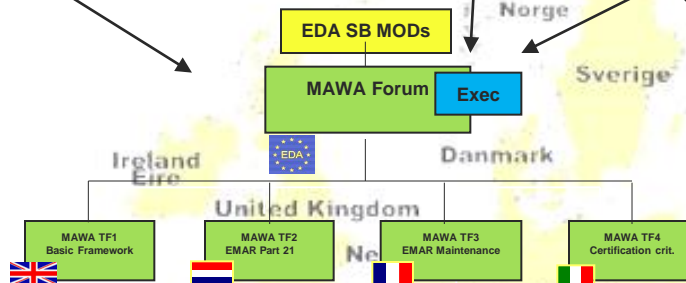 Norge
EDA SB MODs
MAWA Forum
Exec
Sverige
EDA
Ireland
Eire
Danmark
United Kingdom
MAWA TF1
Basic Framework
MAWA TF2
EMAR Part 21
Ne
MAWA TF3
EMAR Maintenance
MAWA TF4
Certification crit.